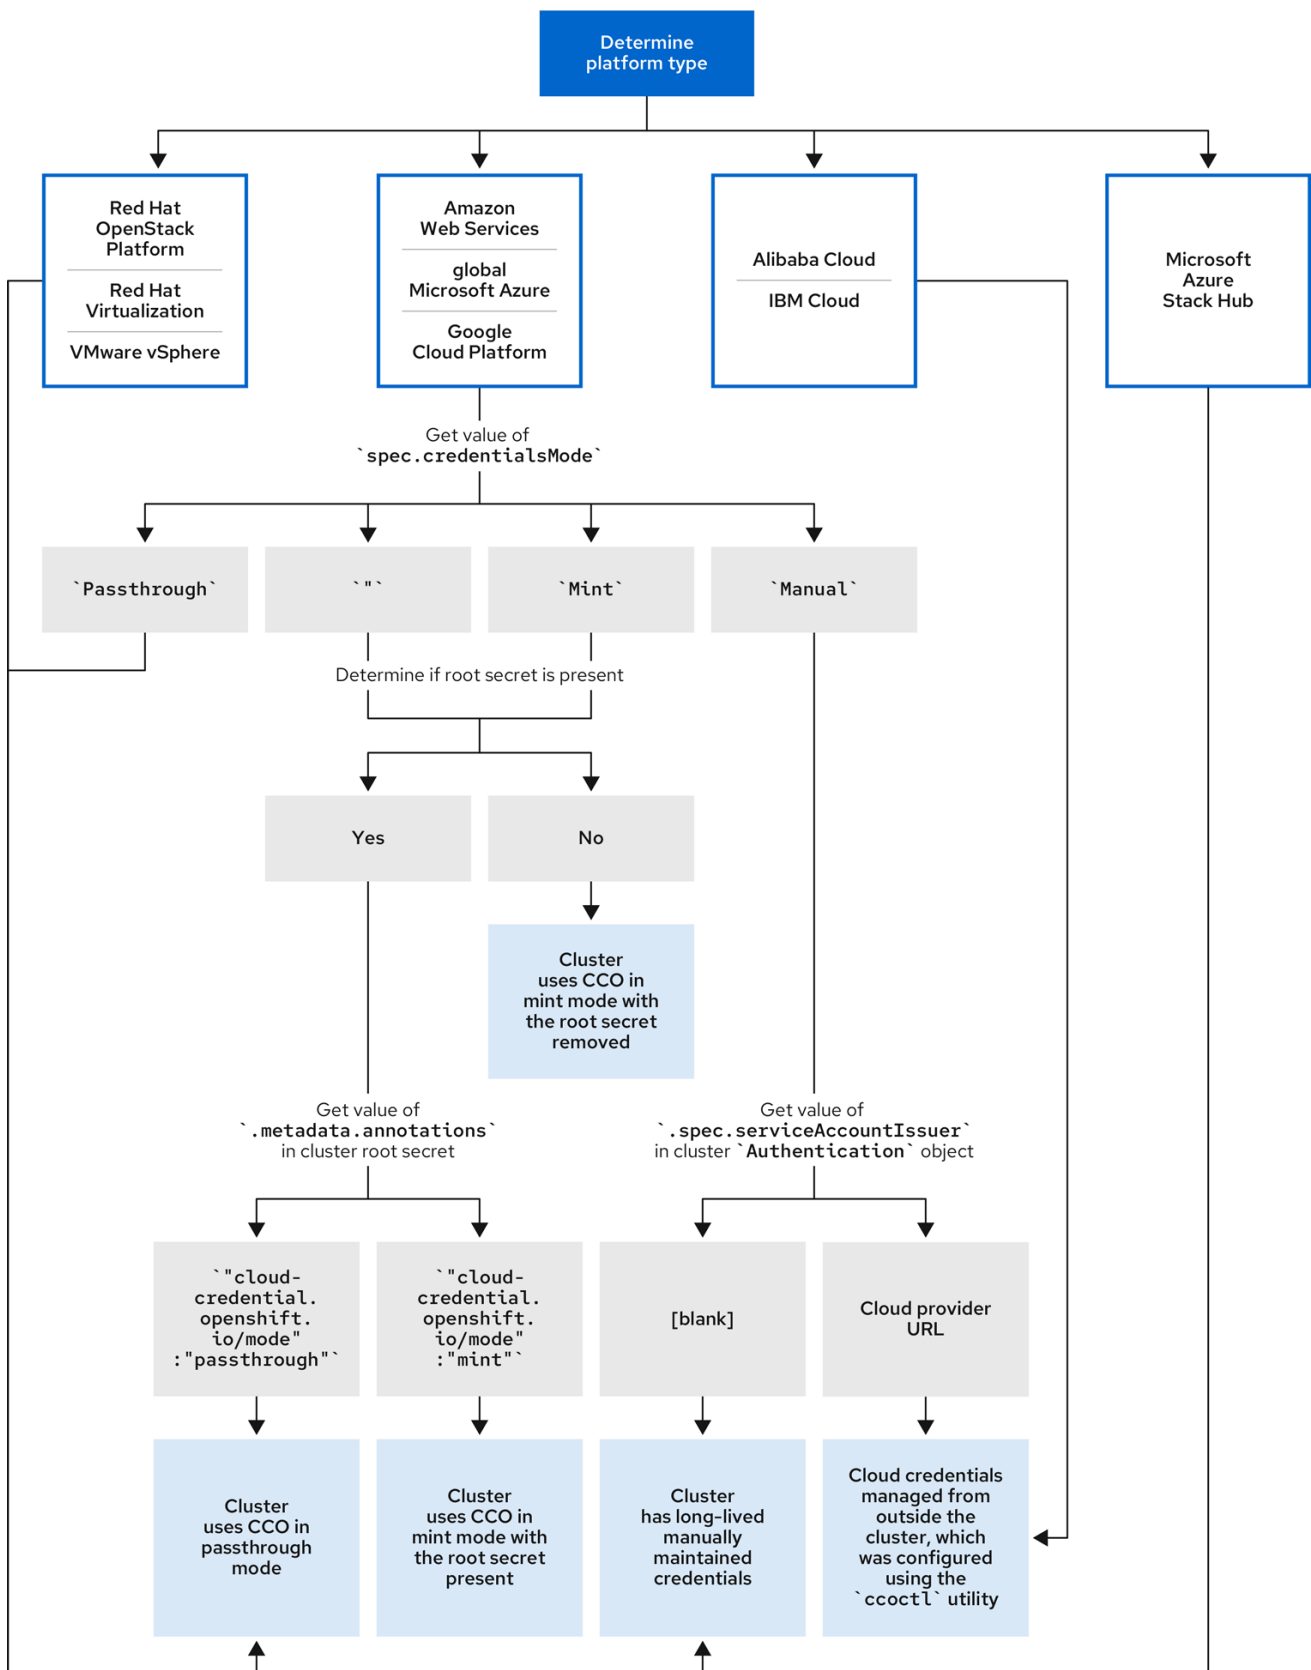 Determine
platform type
Red Hat
OpenStack
Platform
Red Hat
Virtualization
VMware vSphere
Amazon
Web Services
global
Microsoft Azure
Google
Cloud Platform
Alibaba Cloud
IBM Cloud
Microsoft
Azure
Stack Hub
Get value of
`spec.credentialsMode`
`Passthrough`
`"`
`Mint`
`Manual`
Determine if root secret is present
Yes
No
Cluster
uses CCO in
mint mode with
the root secret
removed
Get value of
`.metadata.annotations`
in cluster root secret
Get value of
`.spec.serviceAccountIssuer`
in cluster `Authentication` object
`"cloud-
credential.
openshift.
io/mode"
:"passthrough"`
`"cloud-
credential.
openshift.
io/mode"
:"mint"`
[blank]
Cloud provider
URL
Cluster
uses CCO in
passthrough
mode
Cluster
uses CCO in
mint mode with
the root secret
present
Cluster
has long-lived
manually
maintained
credentials
Cloud credentials
managed from
outside the
cluster, which
was configured
using the
`ccoctl` utility